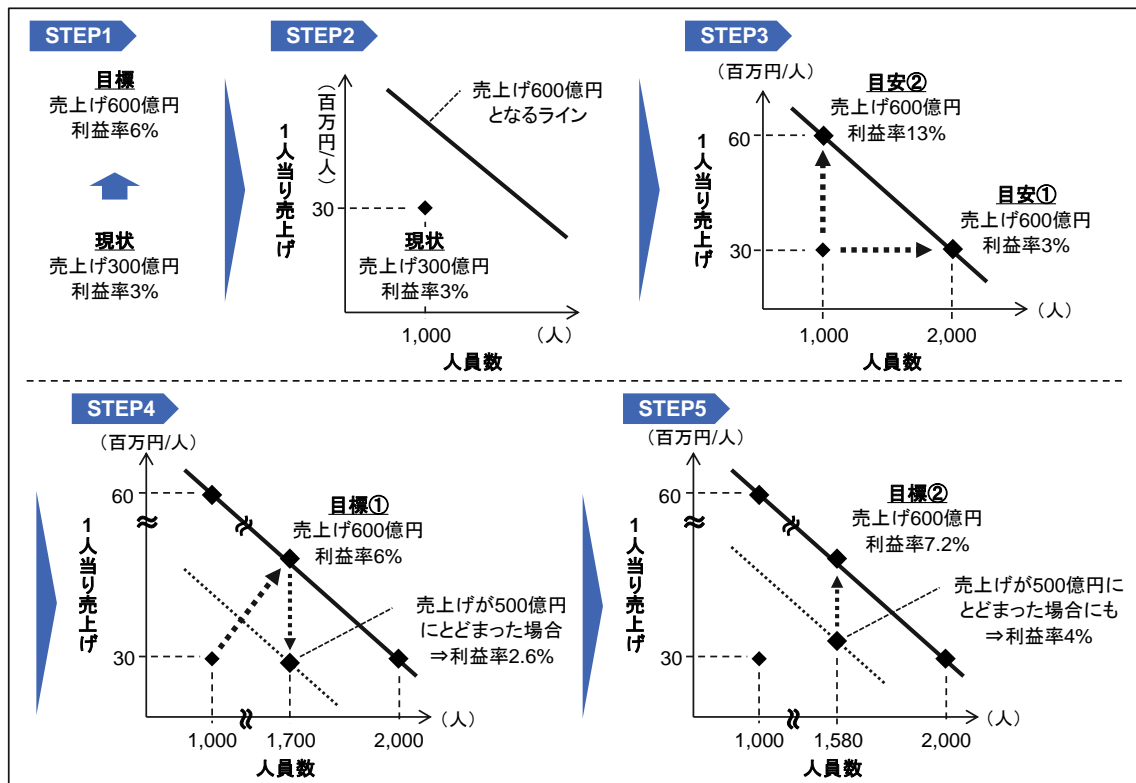 STEP1
目標
売上げ600億円
利益率6%
現状
売上げ300億円
利益率3%
STEP2
（百万円/人）
1人当り売上げ
売上げ600億円
となるライン
30
現状
売上げ300億円
利益率3%
1,000
（人）
人員数
STEP3
（百万円/人）
1人当り売上げ
目安②
売上げ600億円
利益率13%
60
目安①
売上げ600億円
利益率3%
30
（人）
1,000
2,000
人員数
STEP4
（百万円/人）
1人当り売上げ
60
目標①
売上げ600億円
利益率6%
売上げが500億円
にとどまった場合
⇒利益率2.6%
30
（人）
1,000
1,700
2,000
人員数
STEP5
（百万円/人）
1人当り売上げ
60
目標②
売上げ600億円
利益率7.2%
売上げが500億円に
とどまった場合にも
⇒利益率4%
30
（人）
1,000
1,580
2,000
人員数